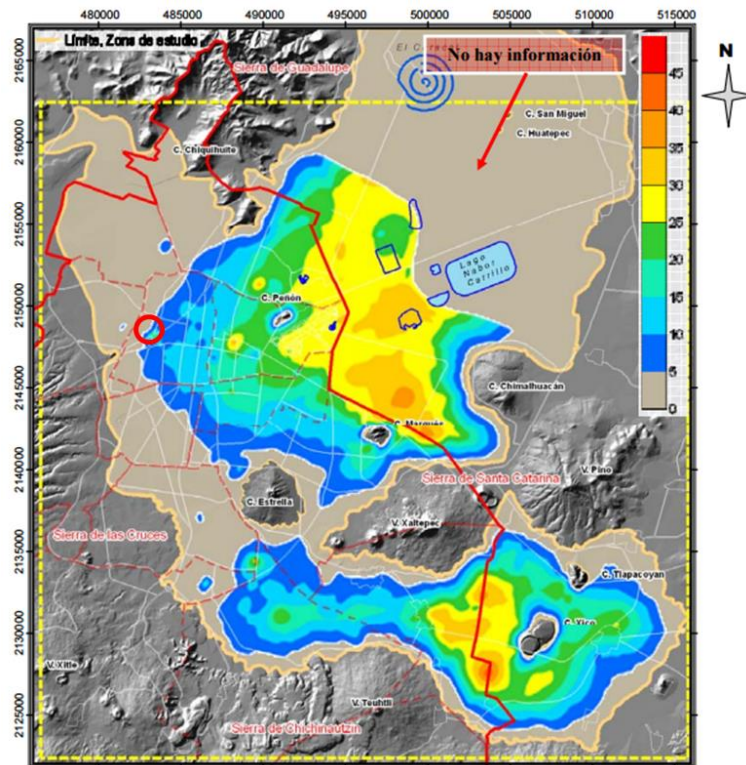 480000 485000 490000 495000 500000 505000 510000 515000
Limite, Zona de estudio
El Caracol
No hay información
N
Sierra de Guadalupe
C. San Miguel
C. Huatepec
C. Chiquihuite
Lago
Nabor
Carrillo
C. Peñón
C. Chimalhuacán
C. Marqués
V. Pino
Sierra de Santa Catarina
C. Estrella
V. Xaltepec
Sierra de las Cruces
C. Tlapacoyan
C. Xico
V. Xitle
V. Teuhtli
Sierra de Chichinautzin
45
40
35
30
25
20
15
10
5
0
2165000
2160000
2155000
2150000
2145000
2140000
2135000
2130000
2125000